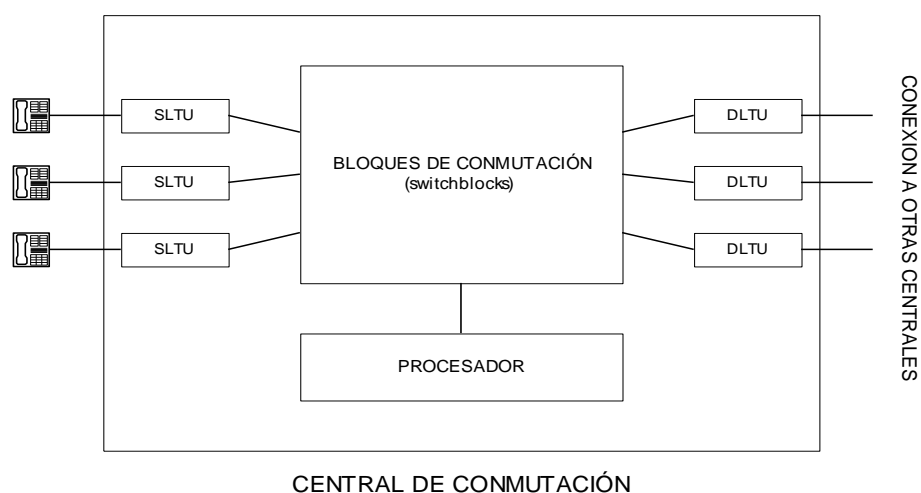 SLTU
SLTU
SLTU
BLOQUES DE CONMUTACIÓN
(switchblocks)
PROCESADOR
DLTU
DLTU
DLTU
CONEXION A OTRAS CENTRALES
CENTRAL DE CONMUTACIÓN